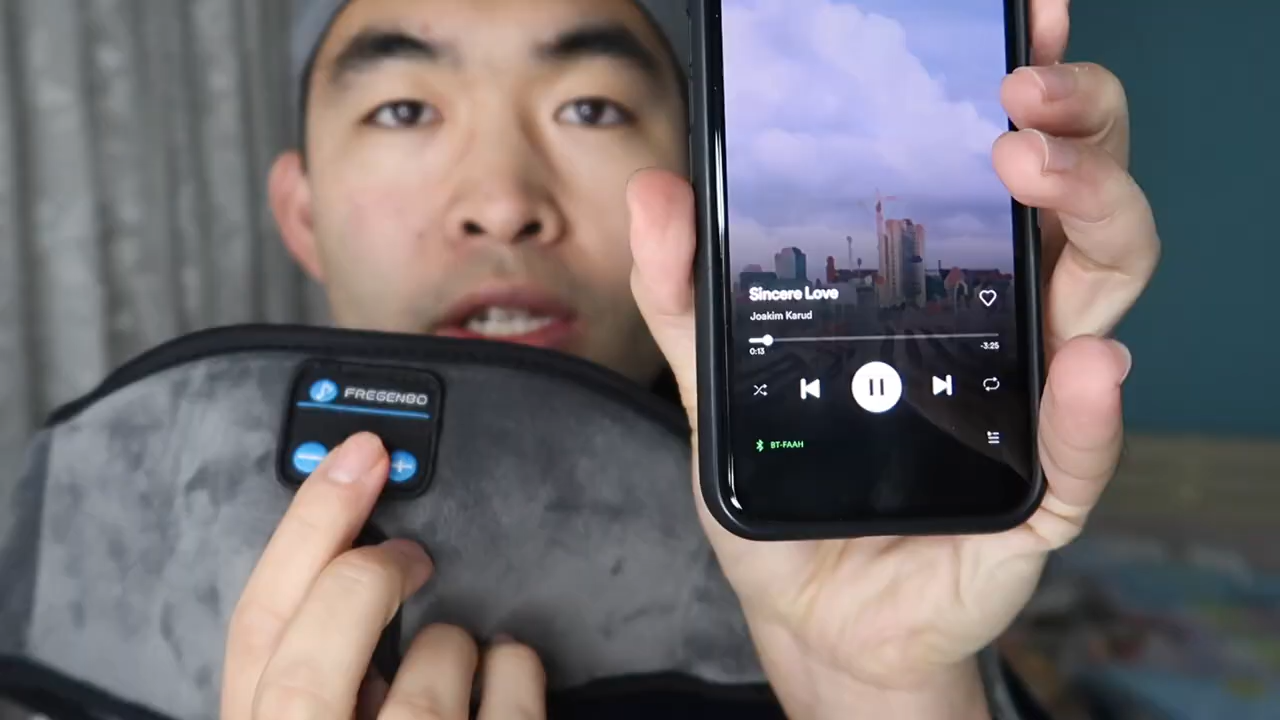 FREGENBO
Sincere Love
Joakim Karud
0:13
-3:25
BT-FAAH